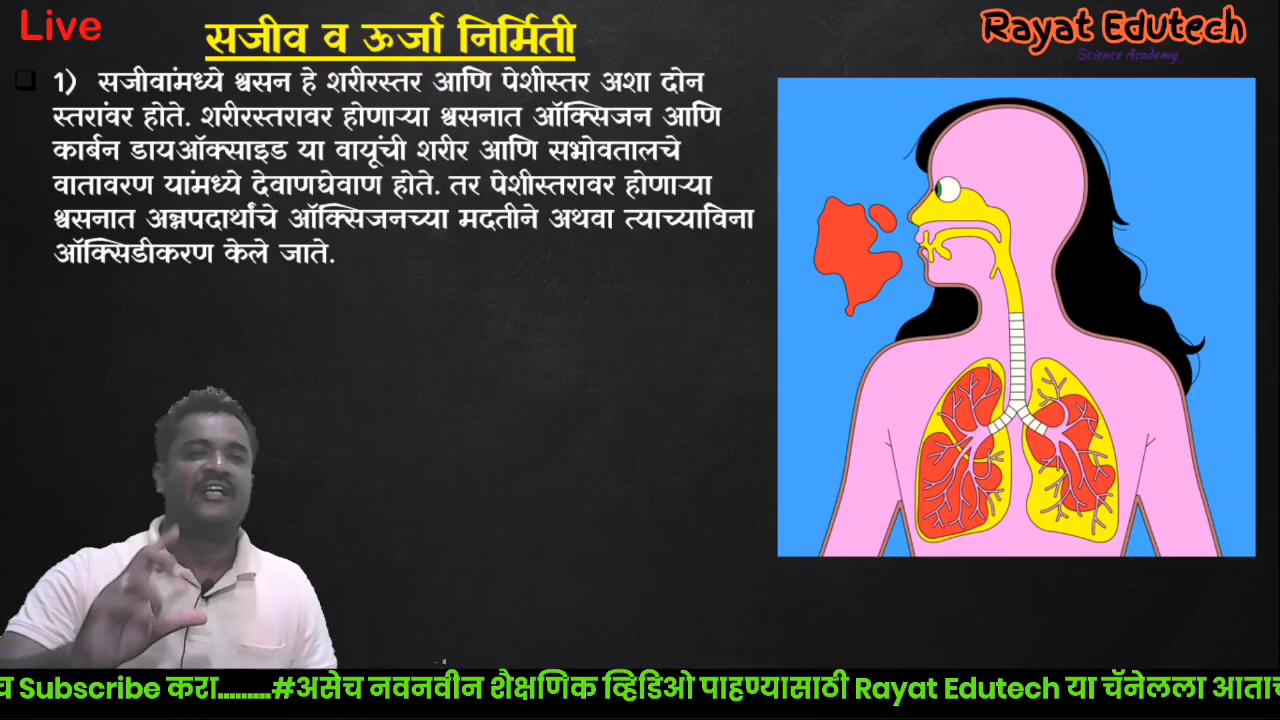 Live
सजीव व ऊर्जा निर्मिती
Rayat Edutech
Science Academy
1) सजीवांमध्ये श्वसन हे शरीरस्तर आणि पेशीस्तर अशा दोन
स्तरांवर होते. शरीरस्तरावर होणाऱ्या श्वसनात ऑक्सिजन आणि
कार्बन डायऑक्साइड या वायूंची शरीर आणि सभोवतालचे
वातावरण यांमध्ये देवाणघेवाण होते. तर पेशीस्तरावर होणाऱ्या
श्वसनात अन्नपदार्थांचे ऑक्सिजनच्या मदतीने अथवा त्याच्याविना
ऑक्सिडीकरण केले जाते.
Subscribe करा.........#असेच नवनवीन शैक्षणिक व्हिडिओ पाहण्यासाठी Rayat Edutech या चॅनेलला